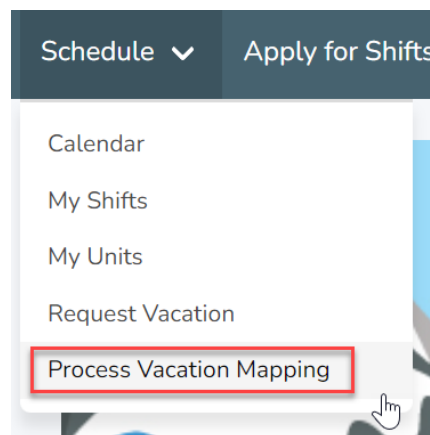 Schedule Apply for Shifts
Calendar
My Shifts
My Units
Request Vacation
Process Vacation Mapping